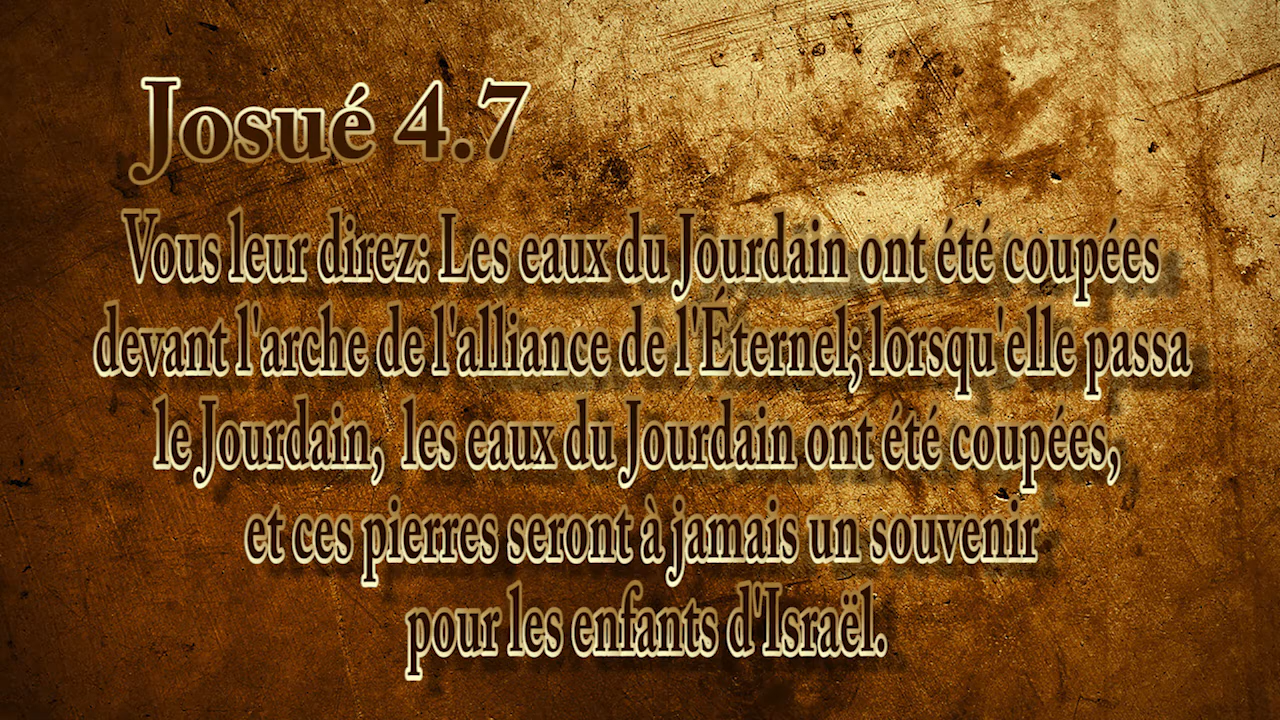 Josué 4.7
Vous leur direz: Les eaux du Jourdain ont été coupées
devant l'arche de l'alliance de l'Éternel; lorsqu'elle passa
le Jourdain, les eaux du Jourdain ont été coupées,
et ces pierres seront à jamais un souvenir
pour les enfants d'Israël.